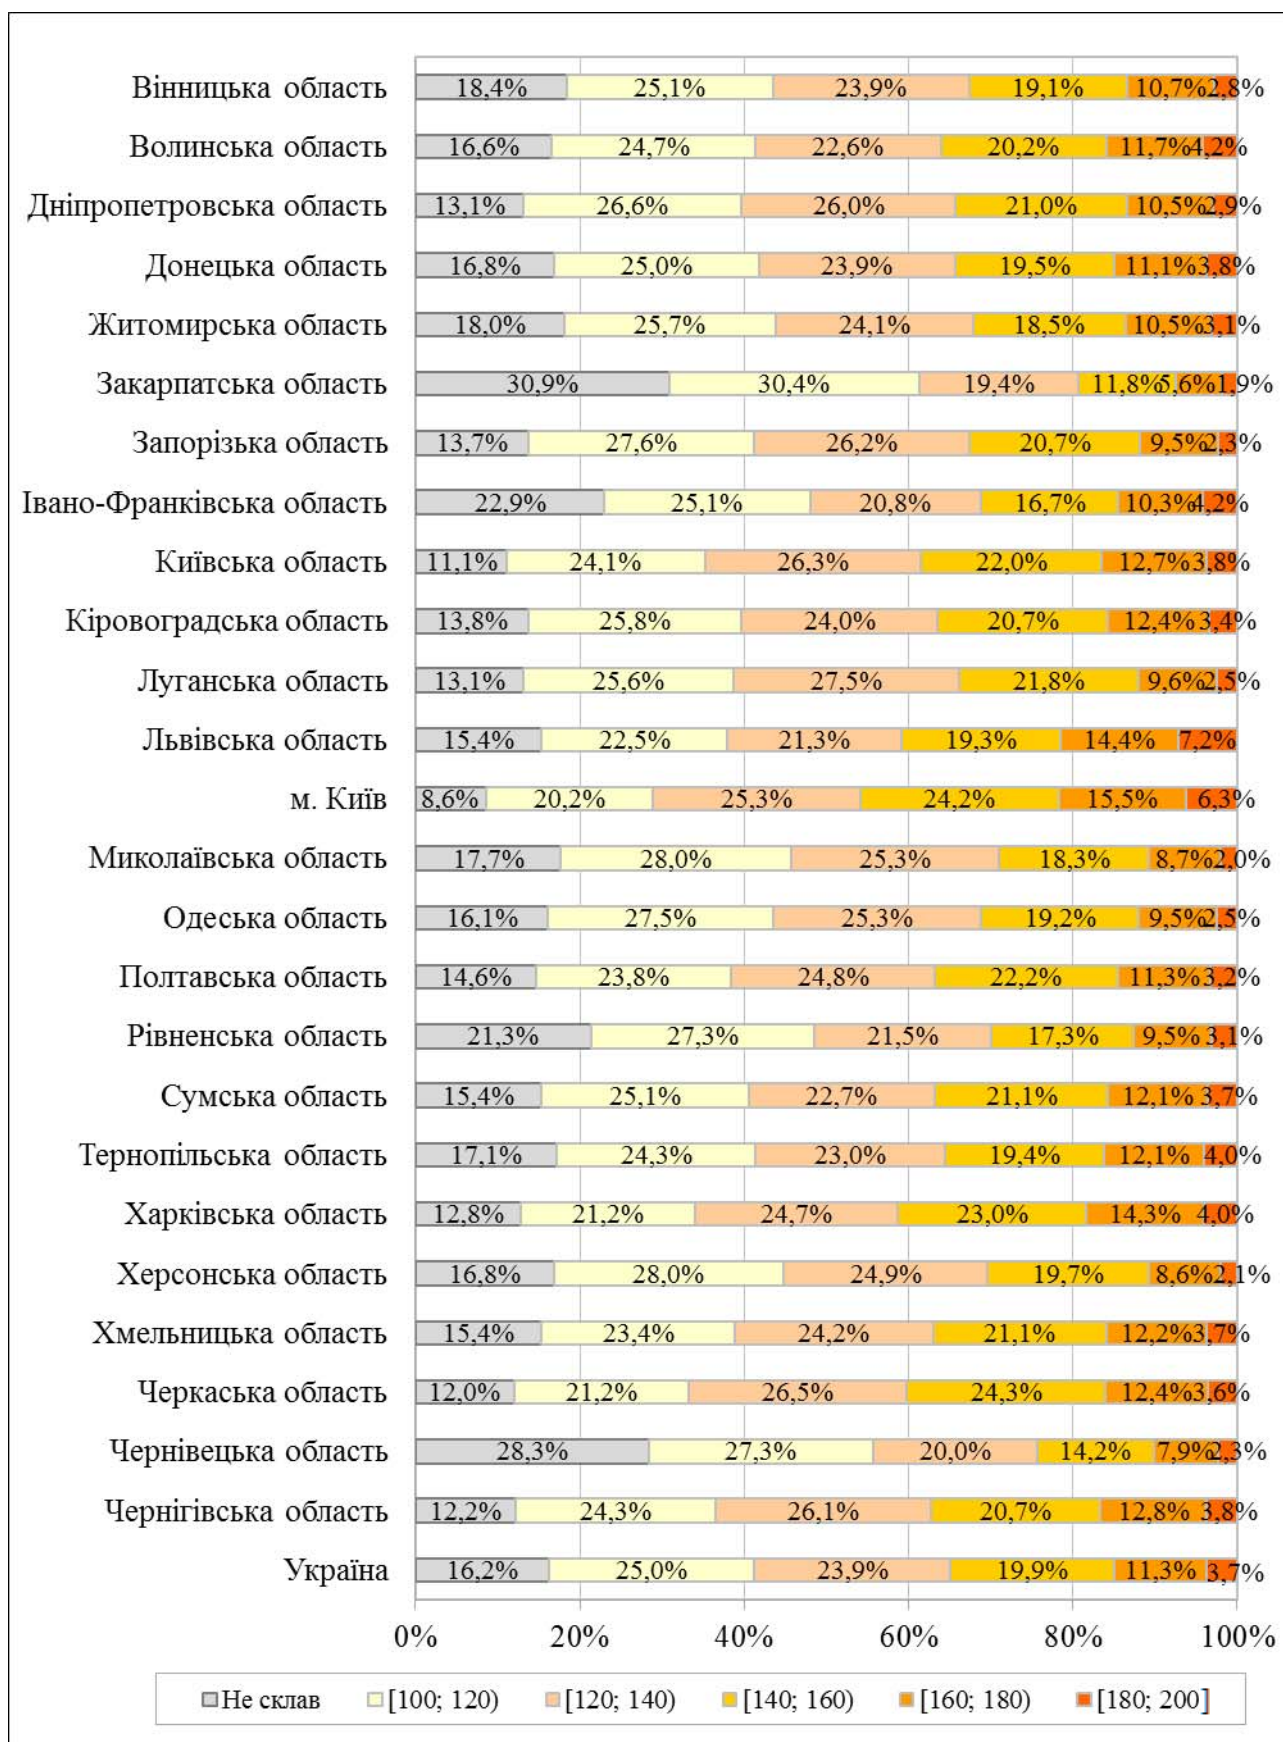 Вінницька область 18,4% 25,1% 23,9% 19,1% 10,7% 2,8%
Волинська область 16,6% 24,7% 22,6% 20,2% 11,7% 4,2%
Дніпропетровська область 13,1% 26,6% 26,0% 21,0% 10,5% 2,9%
Донецька область 16,8% 25,0% 23,9% 19,5% 11,1% 3,8%
Житомирська область 18,0% 25,7% 24,1% 18,5% 10,5% 3,1%
Закарпатська область 30,9% 30,4% 19,4% 11,8% 5,6% 1,9%
Запорізька область 13,7% 27,6% 26,2% 20,7% 9,5% 2,3%
Івано-Франківська область 22,9% 25,1% 20,8% 16,7% 10,3% 4,2%
Київська область 11,1% 24,1% 26,3% 22,0% 12,7% 3,8%
Кіровоградська область 13,8% 25,8% 24,0% 20,7% 12,4% 3,4%
Луганська область 13,1% 25,6% 27,5% 21,8% 9,6% 2,5%
Львівська область 15,4% 22,5% 21,3% 19,3% 14,4% 7,2%
м. Київ 8,6% 20,2% 25,3% 24,2% 15,5% 6,3%
Миколаївська область 17,7% 28,0% 25,3% 18,3% 8,7% 2,0%
Одеська область 16,1% 27,5% 25,3% 19,2% 9,5% 2,5%
Полтавська область 14,6% 23,8% 24,8% 22,2% 11,3% 3,2%
Рівненська область 21,3% 27,3% 21,5% 17,3% 9,5% 3,1%
Сумська область 15,4% 25,1% 22,7% 21,1% 12,1% 3,7%
Тернопільська область 17,1% 24,3% 23,0% 19,4% 12,1% 4,0%
Харківська область 12,8% 21,2% 24,7% 23,0% 14,3% 4,0%
Херсонська область 16,8% 28,0% 24,9% 19,7% 8,6% 2,1%
Хмельницька область 15,4% 23,4% 24,2% 21,1% 12,2% 3,7%
Черкаська область 12,0% 21,2% 26,5% 24,3% 12,4% 3,6%
Чернівецька область 28,3% 27,3% 20,0% 14,2% 7,9% 2,3%
Чернігівська область 12,2% 24,3% 26,1% 20,7% 12,8% 3,8%
Україна 16,2% 25,0% 23,9% 19,9% 11,3% 3,7%
0% 20% 40% 60% 80% 100%
Не склав [100; 120) [120; 140) [140; 160) [160; 180) [180; 200]